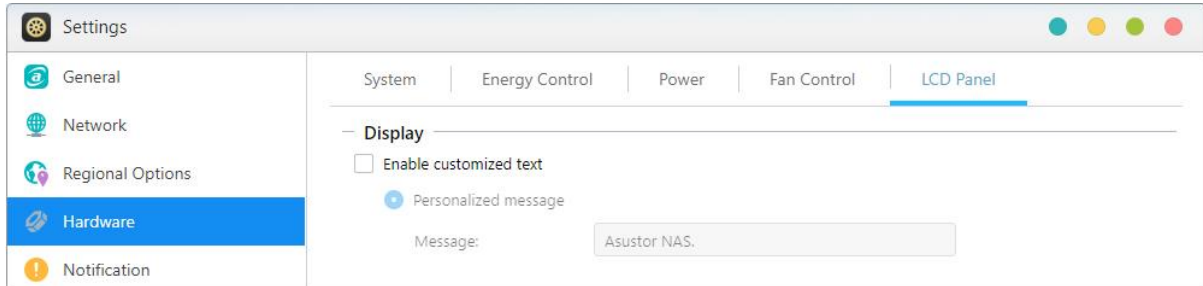 Settings
General
Network
Regional Options
Hardware
Notification
System Energy Control Power Fan Control LCD Panel
Display
Enable customized text
Personalized message
Message: Asustor NAS.